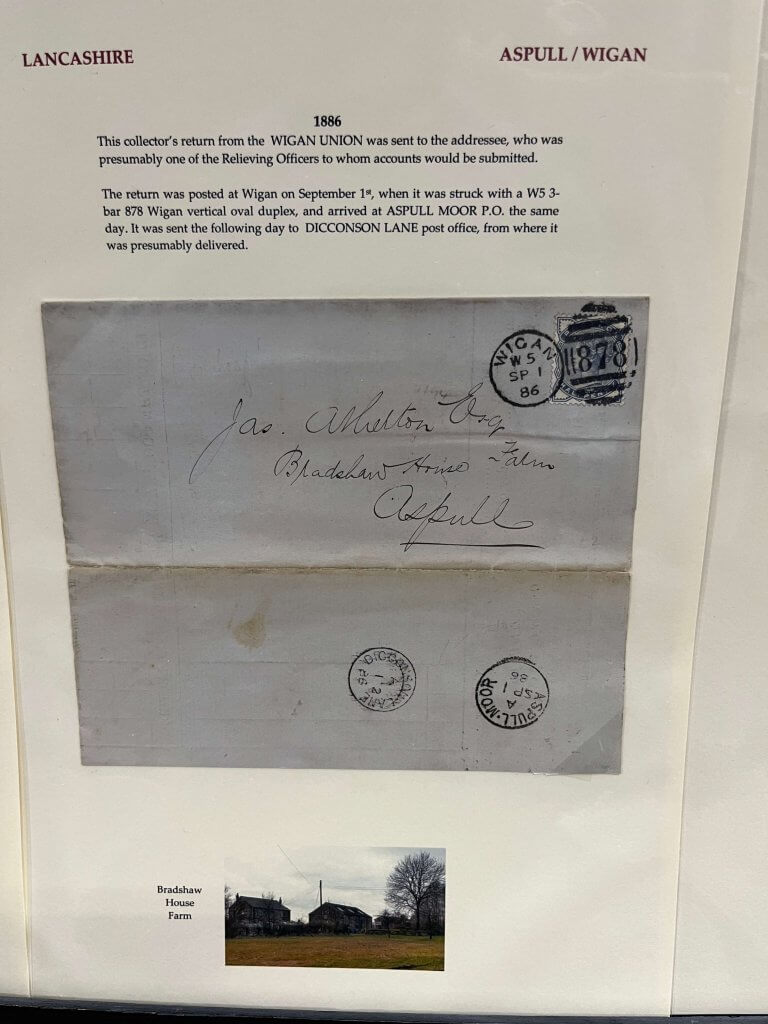 LANCASHIRE
ASPULL / WIGAN
1886
This collector's return from the WIGAN UNION was sent to the addressee, who was
presumably one of the Relieving Officers to whom accounts would be submitted.
The return was posted at Wigan on September 1st, when it was struck with a W5 3-
bar 878 Wigan vertical oval duplex, and arrived at ASPULL MOOR P.O. the same
day. It was sent the following day to DICCONSON LANE post office, from where it
was presumably delivered.
WIGAN
W5
SP 1
86
878
Jas. Atherton Esq
Bradshaw House Farm
Aspull
DICCONSON LANE
86
ASPULL-MOOR
A
SP 1
86
Bradshaw
House
Farm